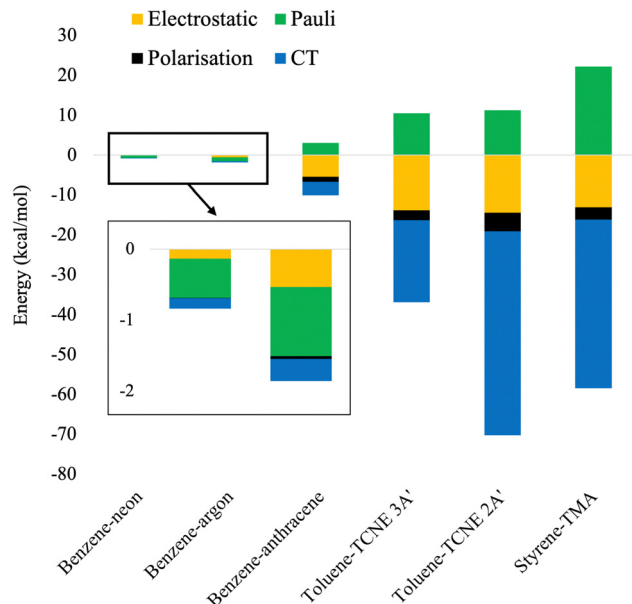 Electrostatic Pauli
Polarisation CT
30
20
10
0
-10
-20
-30
-40
-50
-60
-70
-80
Energy (kcal/mol)
0
-1
-2
Benzene-neon
Benzene-argon
Benzene-anthracene
Toluene-TCNE 3A'
Toluene-TCNE 2A'
Styrene-TMA